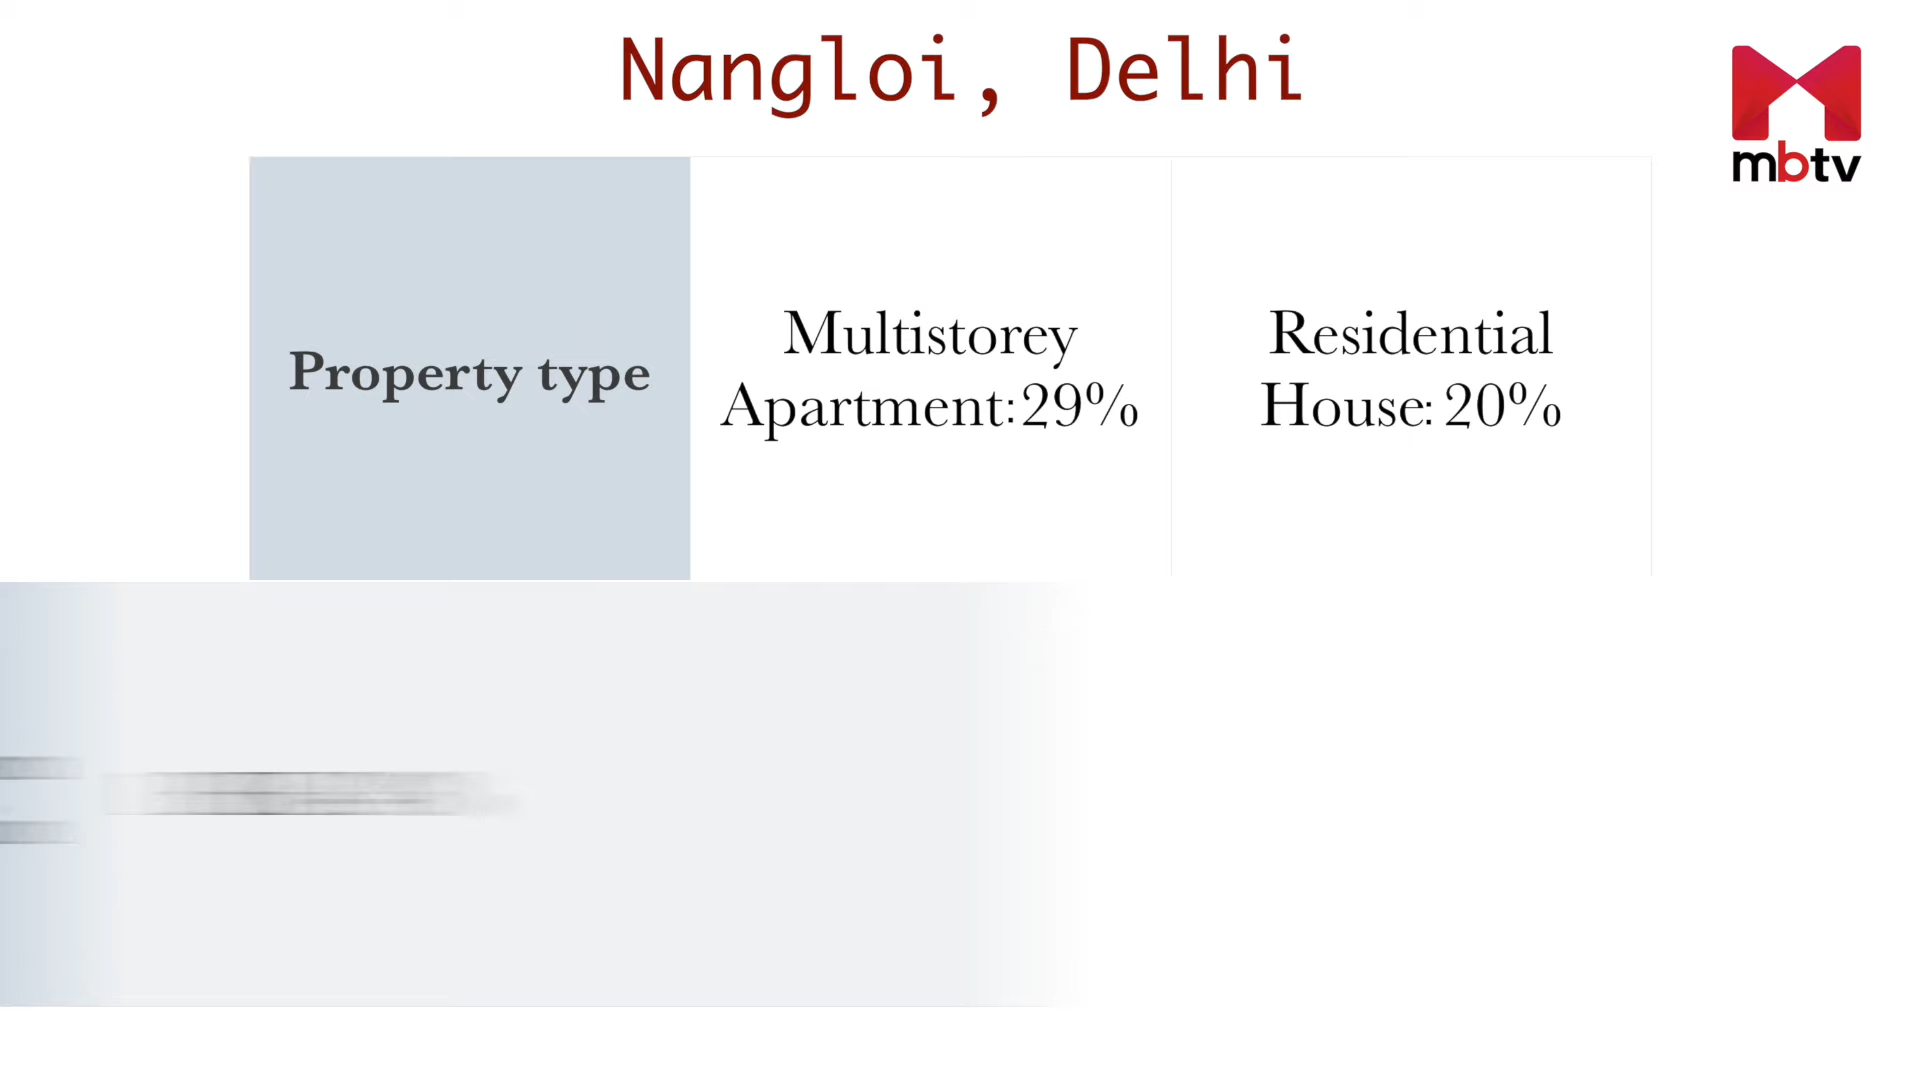 Nangloi, Delhi
mbtv
Property type
Multistorey
Apartment:29%
Residential
House: 20%